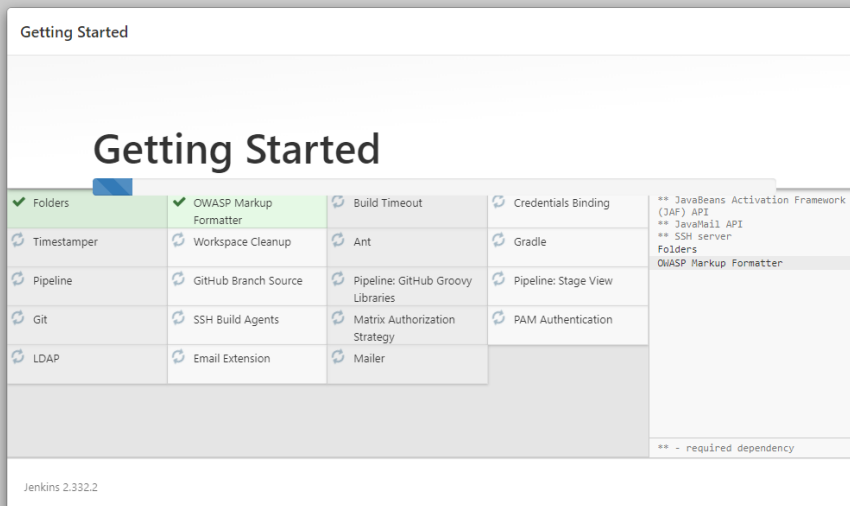 Getting Started
Getting Started
Folders
OWASP Markup
Formatter
Build Timeout
Credentials Binding
Timestamper
Workspace Cleanup
Ant
Gradle
Pipeline
GitHub Branch Source
Pipeline: GitHub Groovy
Libraries
Pipeline: Stage View
Git
SSH Build Agents
Matrix Authorization
Strategy
PAM Authentication
LDAP
Email Extension
Mailer
** JavaBeans Activation Framework
(JAF) API
** JavaMail API
** SSH server
Folders
OWASP Markup Formatter
** - required dependency
Jenkins 2.332.2